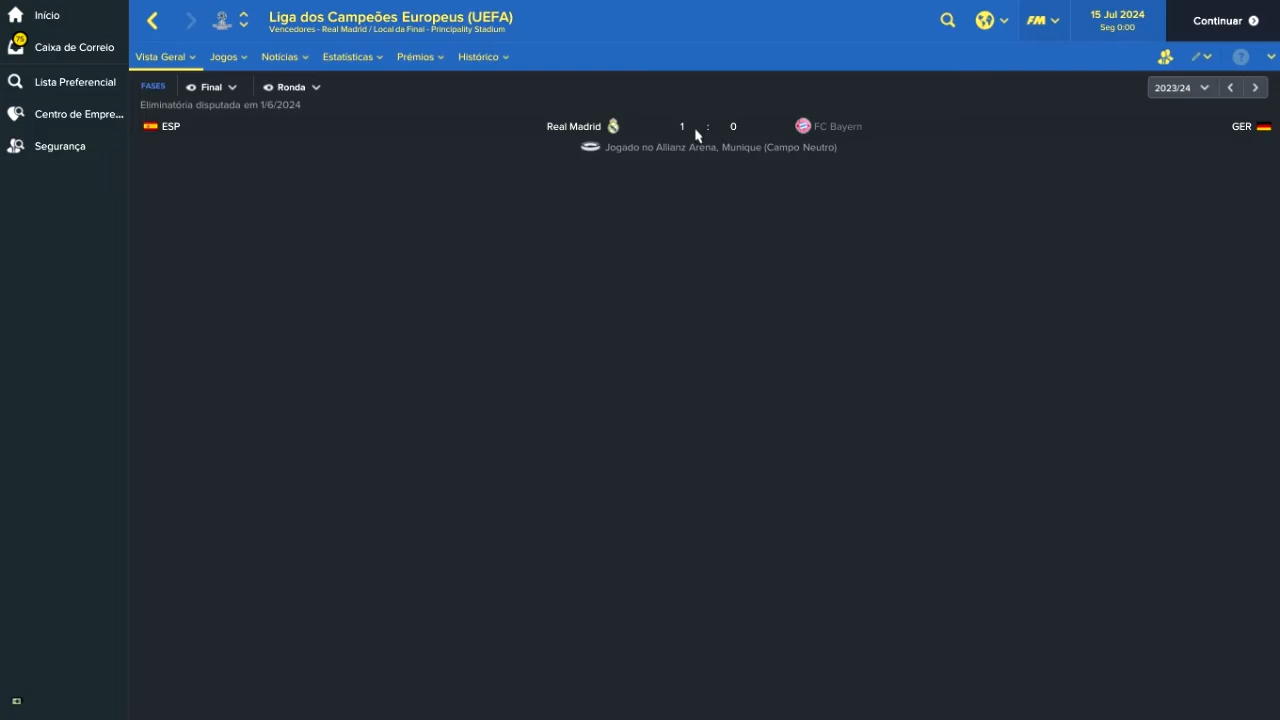 Início
75
Caixa de Correio
Lista Preferencial
Centro de Empre...
Segurança
Liga dos Campeões Europeus (UEFA)
Vencedores - Real Madrid / Local da Final - Principality Stadium
FM
15 Jul 2024
Seg 0:00
Continuar
Vista Geral
Jogos
Notícias
Estatísticas
Prémios
Histórico
?
FASES
Final
Ronda
2023/24
Eliminatória disputada em 1/6/2024
ESP
Real Madrid
1 : 0
FC Bayern
GER
Jogado no Allianz Arena, Munique (Campo Neutro)